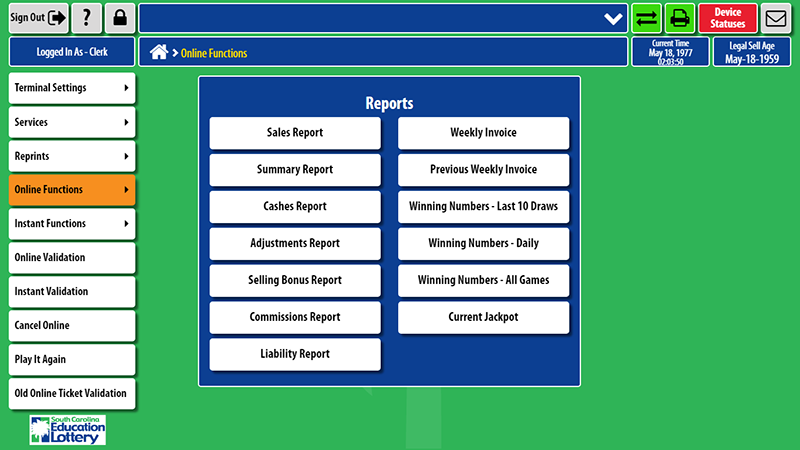 Sign Out
?
Device
Statuses
Logged In As - Clerk
Online Functions
Current Time
May 18, 1977
02:03:50
Legal Sell Age
May-18-1959
Terminal Settings
Services
Reprints
Online Functions
Instant Functions
Online Validation
Instant Validation
Cancel Online
Play It Again
Old Online Ticket Validation
Reports
Sales Report
Summary Report
Cashes Report
Adjustments Report
Selling Bonus Report
Commissions Report
Liability Report
Weekly Invoice
Previous Weekly Invoice
Winning Numbers - Last 10 Draws
Winning Numbers - Daily
Winning Numbers - All Games
Current Jackpot
South Carolina
Education
Lottery